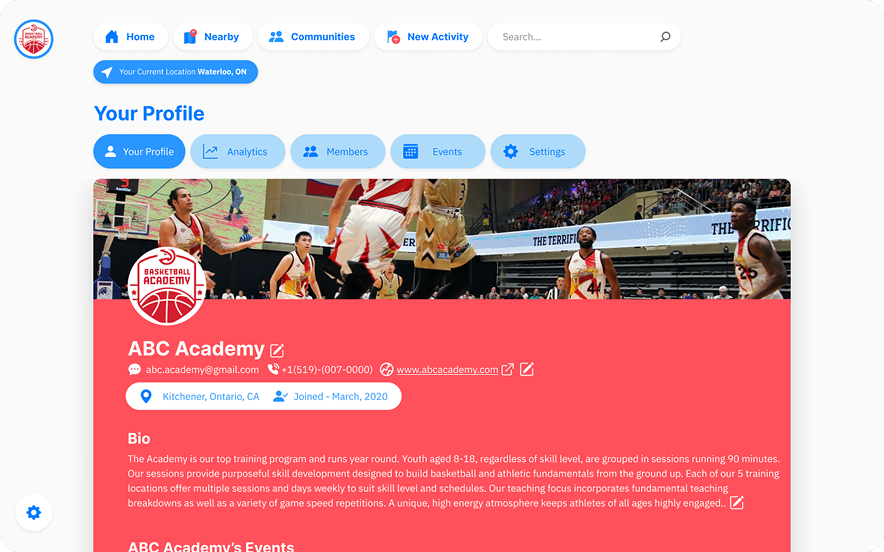 BASKETBALL
ACADEMY
Home
Nearby
Communities
New Activity
Search...
Your Current Location Waterloo, ON
Your Profile
Your Profile
Analytics
Members
Events
Settings
THE TERRIFIC
THE TERRIFIC
44
25
BASKETBALL
ACADEMY
ABC Academy
abc.academy@gmail.com
+1(519)-(007-0000)
www.abcacademy.com
Kitchener, Ontario, CA
Joined - March, 2020
Bio
The Academy is our top training program and runs year round. Youth aged 8-18, regardless of skill level, are grouped in sessions running 90 minutes.
Our sessions provide purposeful skill development designed to build basketball and athletic fundamentals from the ground up. Each of our 5 training
locations offer multiple sessions and days weekly to suit skill level and schedules. Our teaching focus incorporates fundamental teaching
breakdowns as well as a variety of game speed repetitions. A unique, high energy atmosphere keeps athletes of all ages highly engaged..
ABC Academy's Events